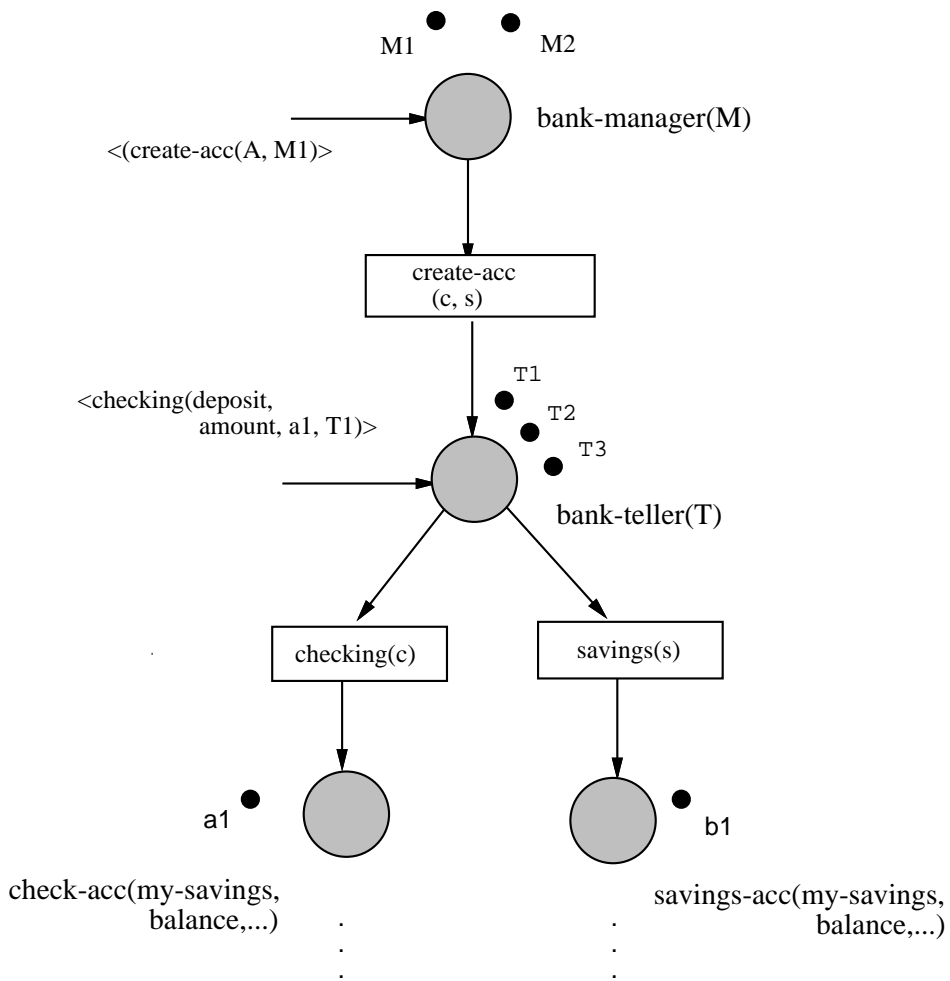 M1
M2
bank-manager(M)
<(create-acc(A, M1)>
create-acc
(c, s)
T1
<checking(deposit,
amount, a1, T1)>
T2
T3
bank-teller(T)
checking(c)
savings(s)
a1
b1
check-acc(my-savings,
balance,...)
savings-acc(my-savings,
balance,...)